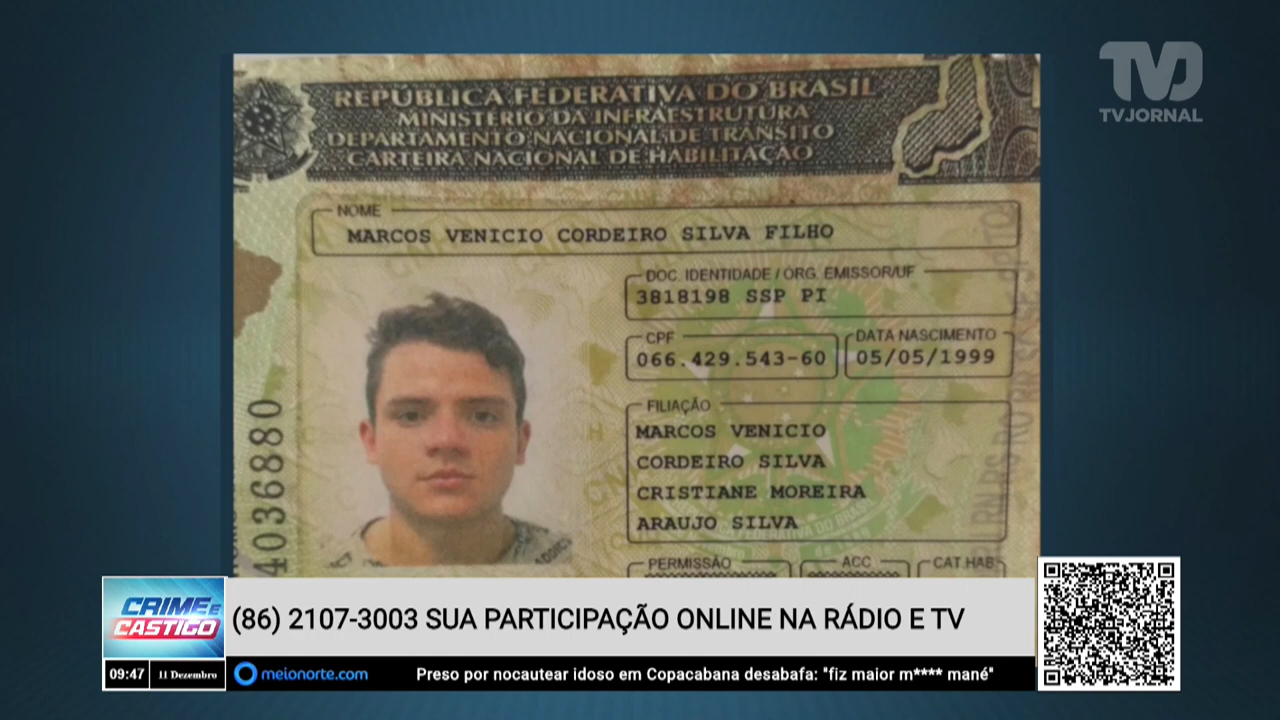 TVJ
TV JORNAL
REPÚBLICA FEDERATIVA DO BRASIL
MINISTÉRIO DA INFRAESTRUTURA
DEPARTAMENTO NACIONAL DE TRÂNSITO
CARTEIRA NACIONAL DE HABILITAÇÃO
NOME
MARCOS VENICIO CORDEIRO SILVA FILHO
DOC. IDENTIDADE / ÓRG. EMISSOR/UF
3818198 SSP PI
CPF
066.429.543-60
DATA NASCIMENTO
05/05/1999
FILIAÇÃO
MARCOS VENICIO
CORDEIRO SILVA
CRISTIANE MOREIRA
ARAUJO SILVA
PERMISSÃO
ACC
CAT.HAB.
4036880
CRIME E
CASTIGO
(86) 2107-3003 SUA PARTICIPAÇÃO ONLINE NA RÁDIO E TV
09:47
11 Dezembro
meionorte.com
Preso por nocautear idoso em Copacabana desabafa: "fiz maior m**** mané"